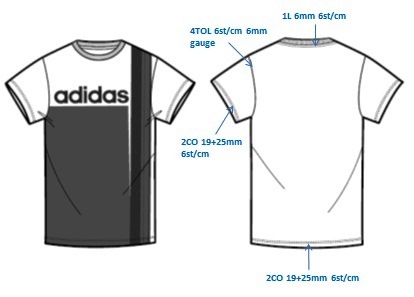 1L 6mm 6st/cm
4TOL 6st/cm 6mm
gauge
adidas
2CO 19+25mm
6st/cm
2CO 19+25mm 6st/cm